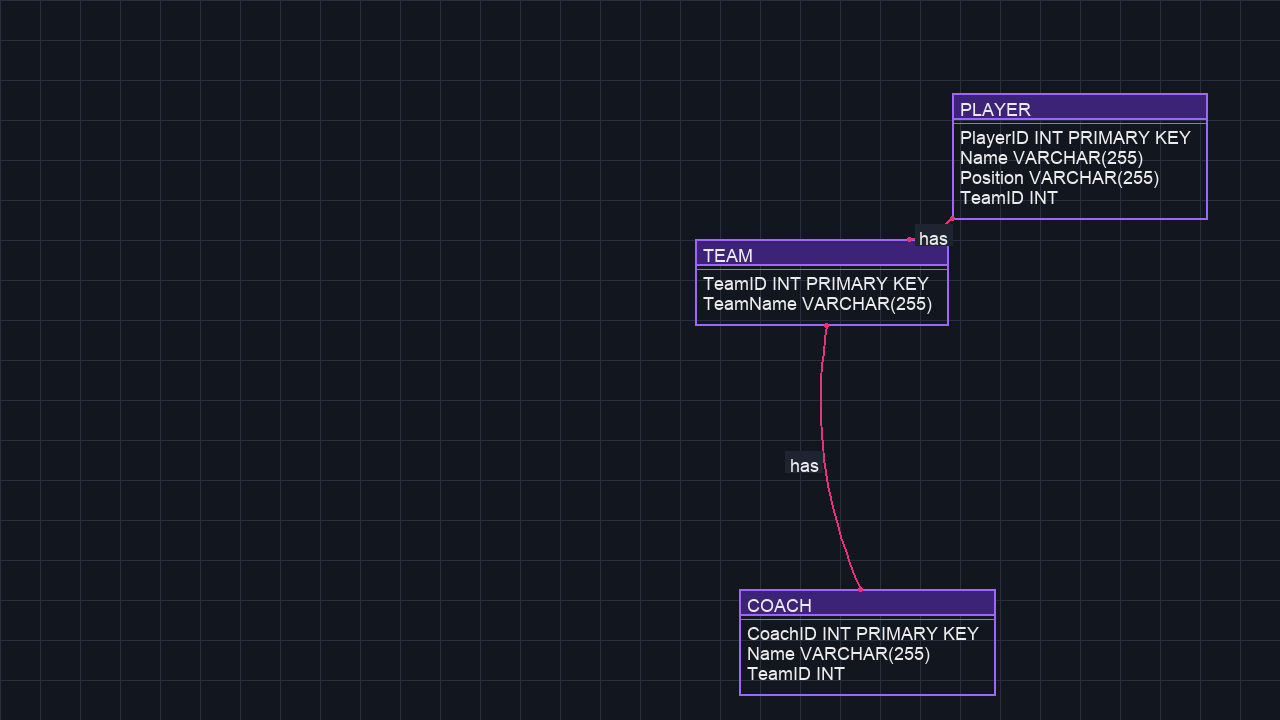 PLAYER
PlayerID INT PRIMARY KEY
Name VARCHAR(255)
Position VARCHAR(255)
TeamID INT
has
TEAM
TeamID INT PRIMARY KEY
TeamName VARCHAR(255)
has
COACH
CoachID INT PRIMARY KEY
Name VARCHAR(255)
TeamID INT